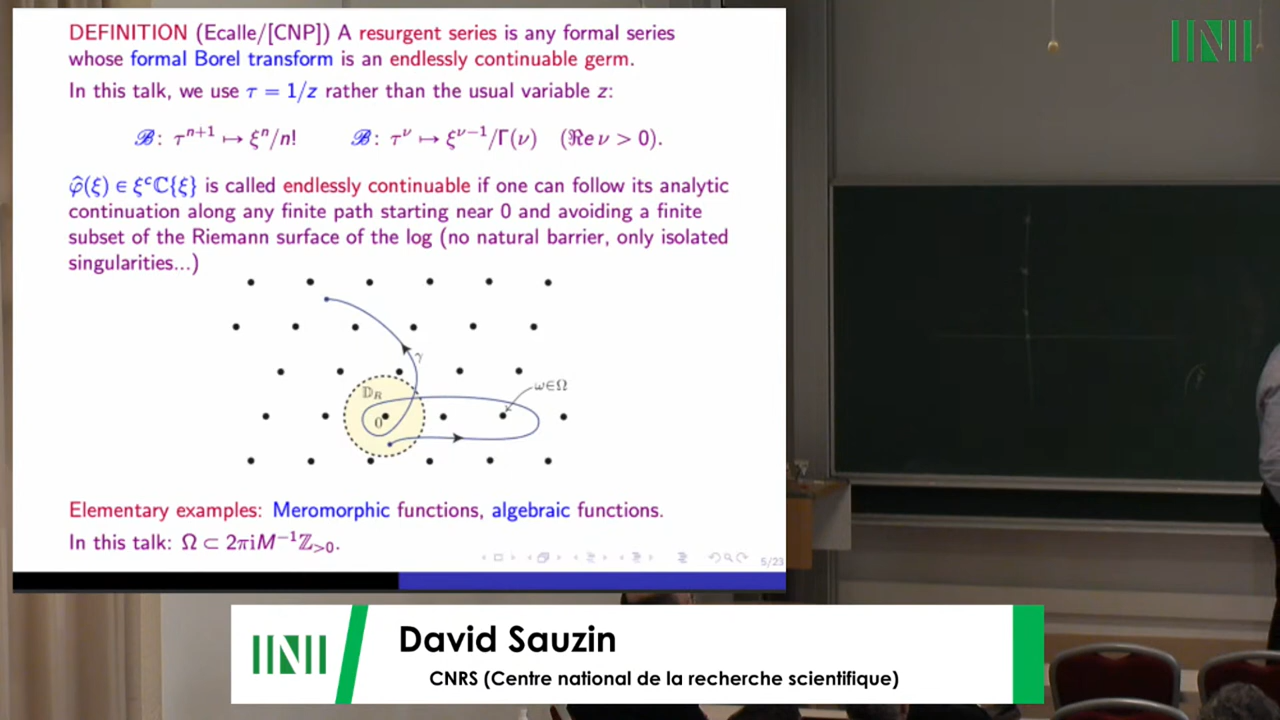 DEFINITION (Ecalle/[CNP]) A resurgent series is any formal series
whose formal Borel transform is an endlessly continuable germ.
In this talk, we use τ = 1/z rather than the usual variable z:
ℬ: τⁿ⁺¹ ↦ ξⁿ/n! ℬ: τ^ν ↦ ξ^{ν−1}/Γ(ν) (ℜe ν > 0).
φ̂(ξ) ∈ ξ^c ℂ{ξ} is called endlessly continuable if one can follow its analytic
continuation along any finite path starting near 0 and avoiding a finite
subset of the Riemann surface of the log (no natural barrier, only isolated
singularities...)
γ
𝔻_R
ω∈Ω
0
Elementary examples: Meromorphic functions, algebraic functions.
In this talk: Ω ⊂ 2πiM⁻¹ℤ_{>0}.
5/23
David Sauzin
CNRS (Centre national de la recherche scientifique)